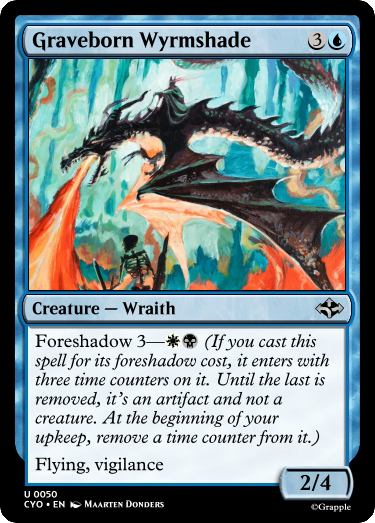 Graveborn Wyrmshade 3
Creature — Wraith
Foreshadow 3— (If you cast this
spell for its foreshadow cost, it enters with
three time counters on it. Until the last is
removed, it's an artifact and not a
creature. At the beginning of your
upkeep, remove a time counter from it.)
Flying, vigilance
2/4
U 0050
CYO • EN Maarten Donders
©Grapple